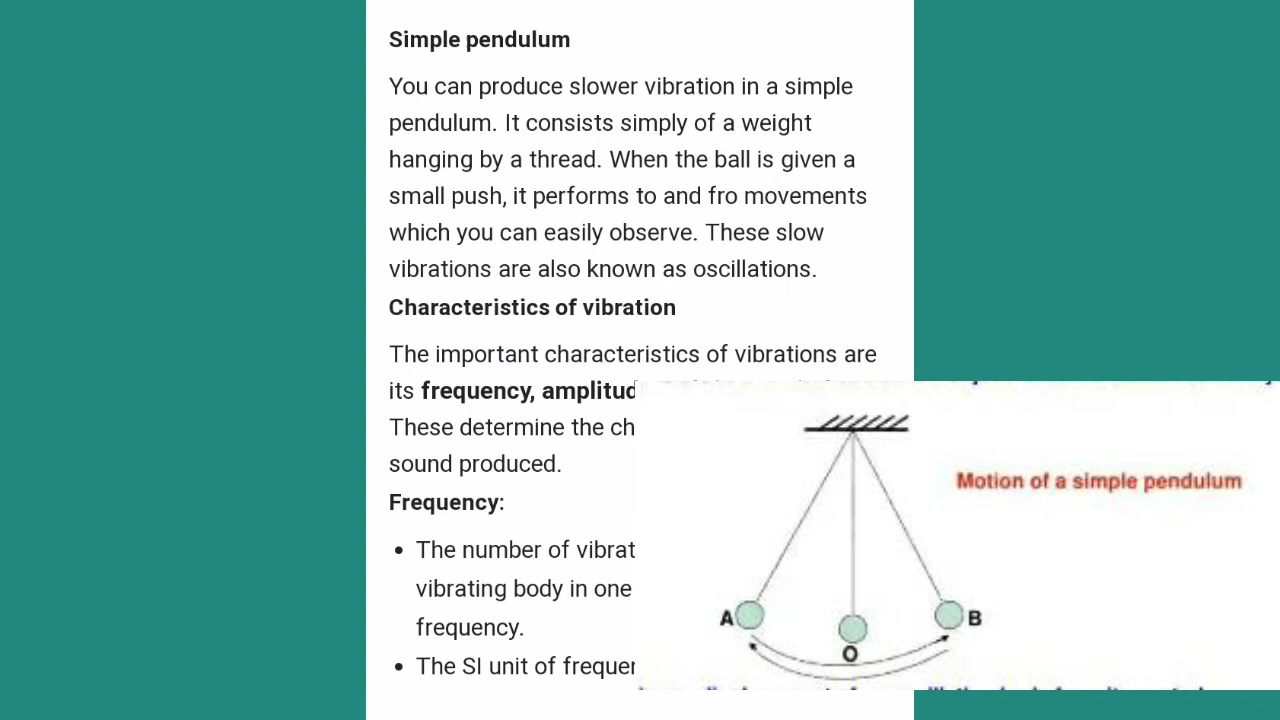 Simple pendulum
You can produce slower vibration in a simple
pendulum. It consists simply of a weight
hanging by a thread. When the ball is given a
small push, it performs to and fro movements
which you can easily observe. These slow
vibrations are also known as oscillations.
Characteristics of vibration
The important characteristics of vibrations are
its frequency,
These determine the
sound produced.
Frequency:
• The number of
vibrating body in one
frequency.
• The SI unit of
Motion of a simple pendulum
A
B
O